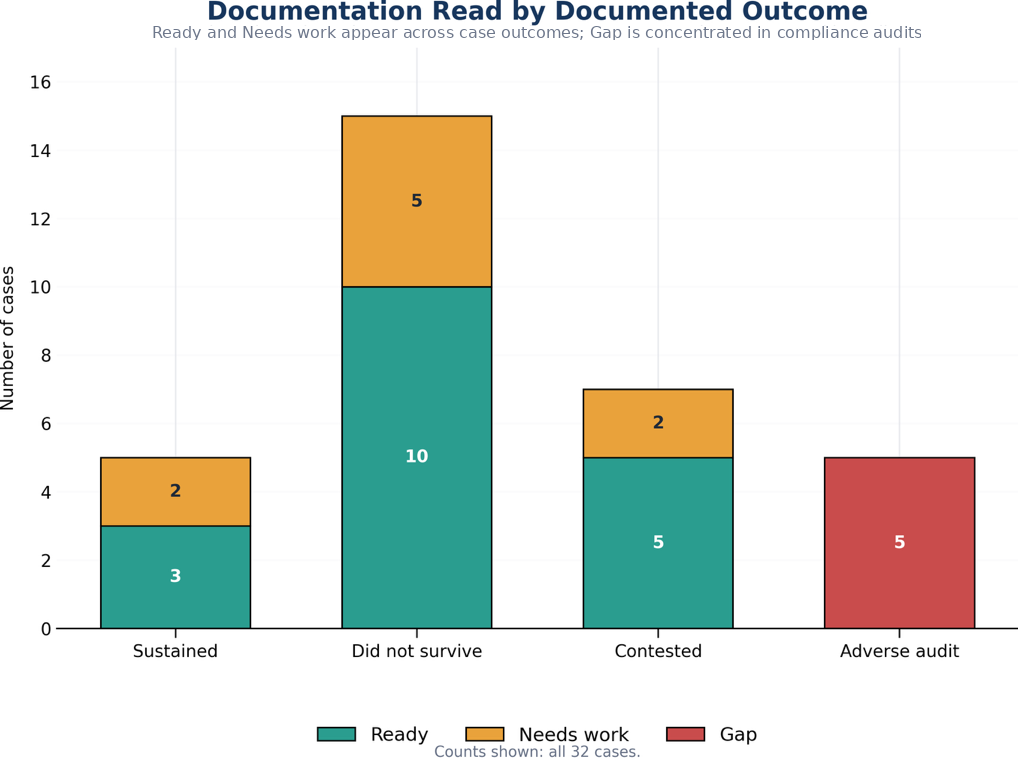 Documentation Read by Documented Outcome
Ready and Needs work appear across case outcomes; Gap is concentrated in compliance audits
Number of cases
16
14
12
10
8
6
4
2
0
2
3
5
10
2
5
5
Sustained
Did not survive
Contested
Adverse audit
Ready
Needs work
Gap
Counts shown: all 32 cases.